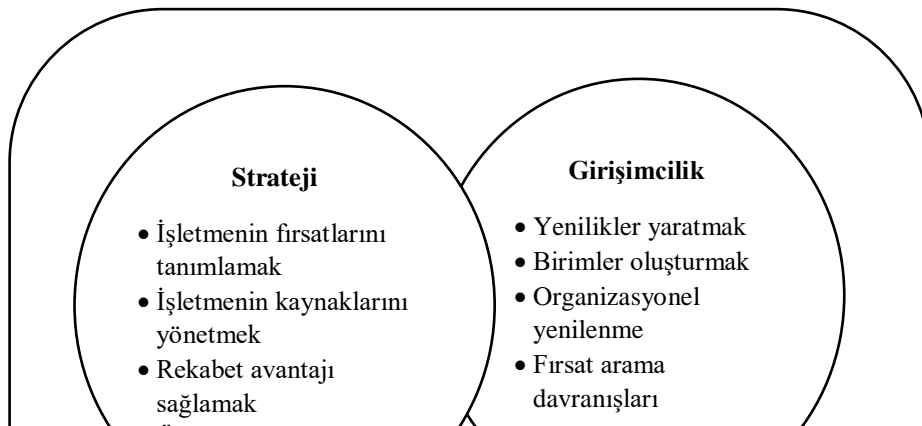 Strateji
• İşletmenin fırsatlarını
tanımlamak
• İşletmenin kaynaklarını
yönetmek
• Rekabet avantajı
sağlamak
Girişimcilik
• Yenilikler yaratmak
• Birimler oluşturmak
• Organizasyonel
yenilenme
• Fırsat arama
davranışları